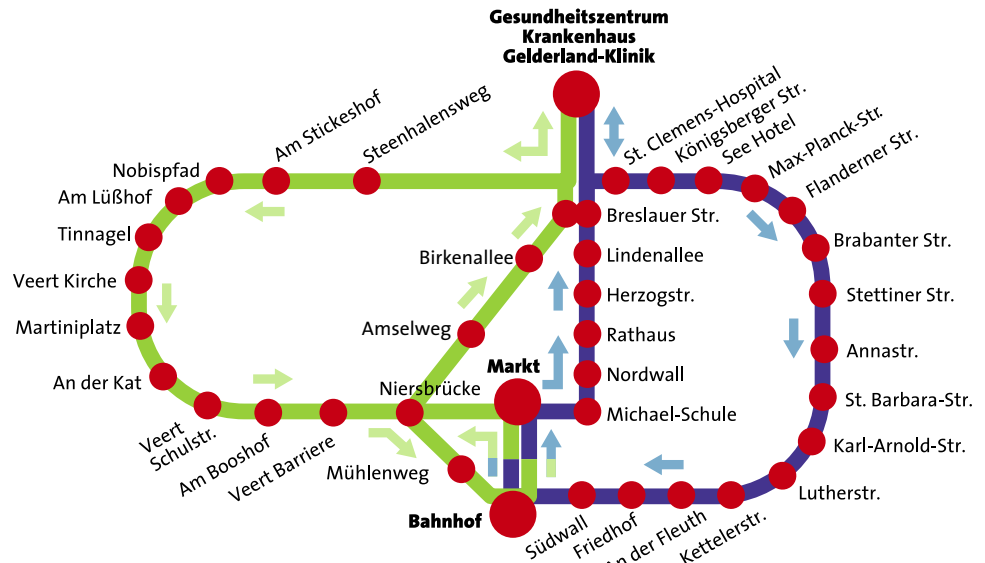 Gesundheitszentrum
Krankenhaus
Gelderland-Klinik
Steenhalensweg
Am Stickeshof
Nobispfad
Am Lüßhof
Tinnagel
Veert Kirche
Martiniplatz
An der Kat
Veert
Schulstr.
Am Booshof
Veert Barriere
Niersbrücke
Mühlenweg
Amselweg
Birkenallee
Markt
Bahnhof
St. Clemens-Hospital
Königsberger Str.
See Hotel
Max-Planck-Str.
Flanderner Str.
Brabanter Str.
Stettiner Str.
Annastr.
St. Barbara-Str.
Karl-Arnold-Str.
Lutherstr.
Kettelerstr.
An der Fleuth
Friedhof
Südwall
Breslauer Str.
Lindenallee
Herzogstr.
Rathaus
Nordwall
Michael-Schule